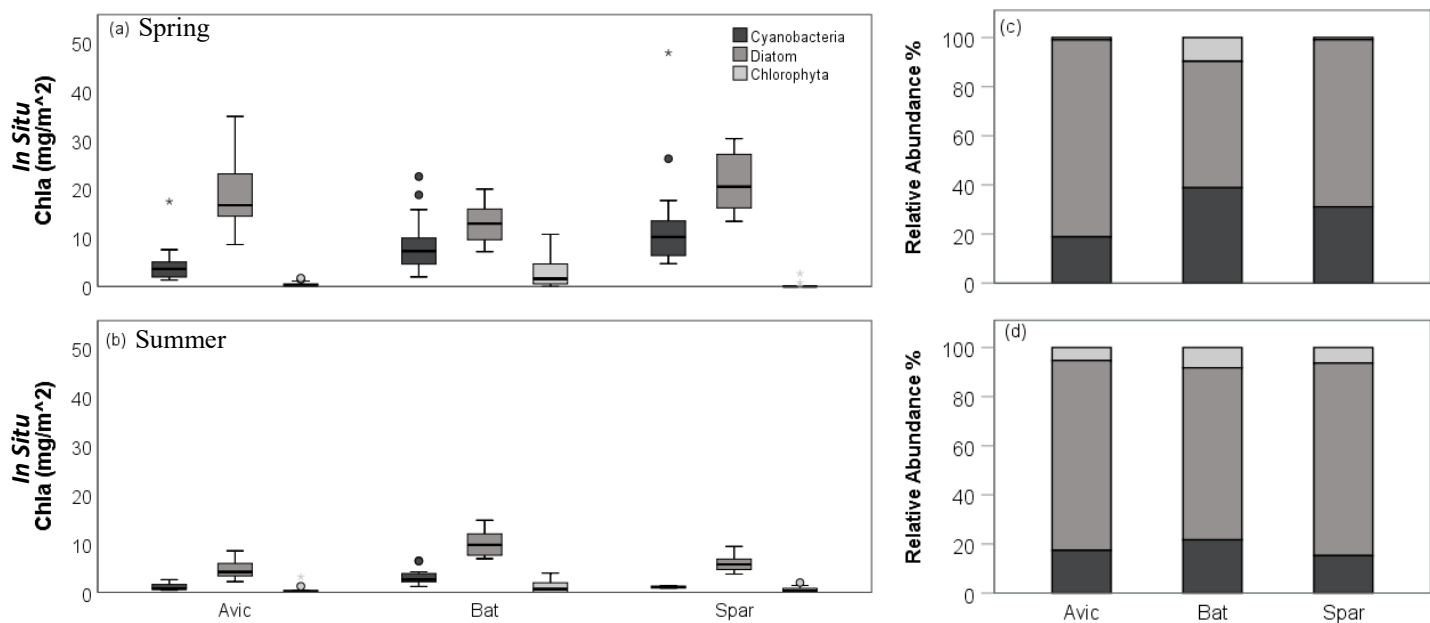 (a) Spring
Cyanobacteria
Diatom
Chlorophyta
In Situ
Chla (mg/m^2)
50
40
30
20
10
0
(c)
Relative Abundance %
100
80
60
40
20
0
(b) Summer
In Situ
Chla (mg/m^2)
50
40
30
20
10
0
Avic Bat Spar
(d)
Relative Abundance %
100
80
60
40
20
0
Avic Bat Spar